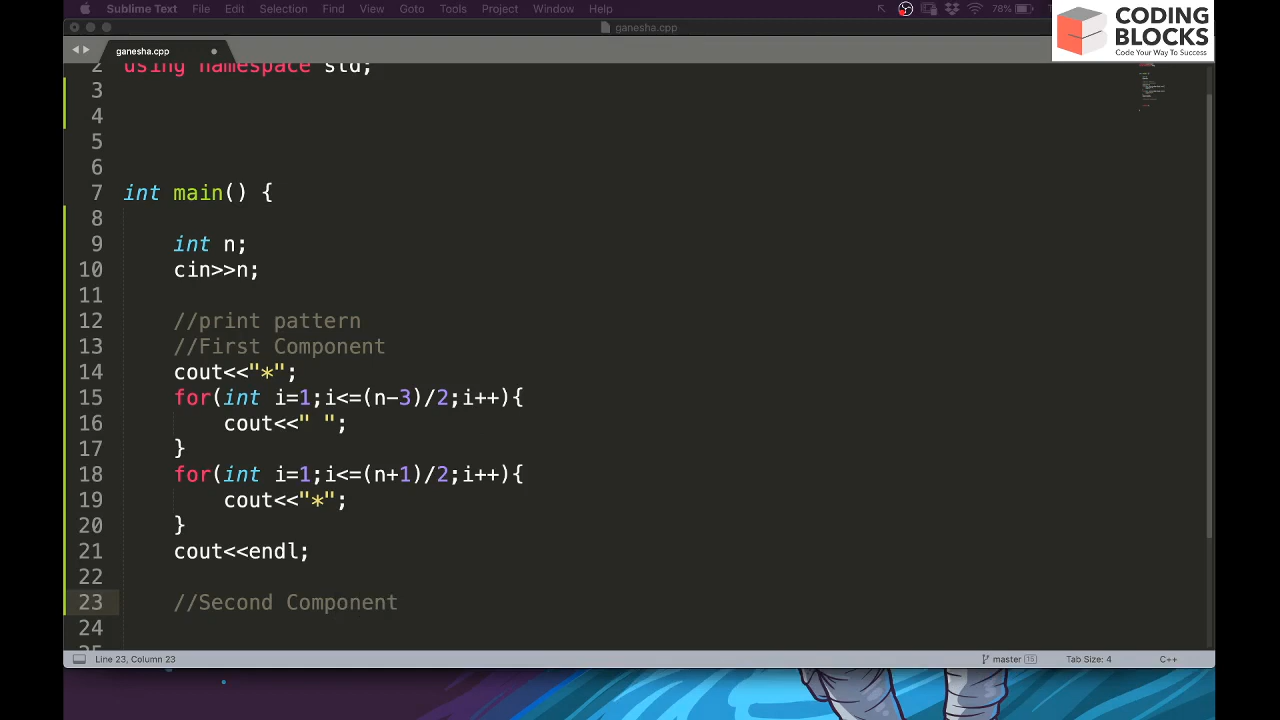 Sublime Text File Edit Selection Find View Goto Tools Project Window Help 78%
ganesha.cpp
CODING
BLOCKS
Code Your Way To Success
ganesha.cpp
2 using namespace std;
3
4
5
6
7 int main() {
8
9 int n;
10 cin>>n;
11
12 //print pattern
13 //First Component
14 cout<<"*";
15 for(int i=1;i<=(n-3)/2;i++){
16 cout<<" ";
17 }
18 for(int i=1;i<=(n+1)/2;i++){
19 cout<<"*";
20 }
21 cout<<endl;
22
23 //Second Component
24
Line 23, Column 23 master 15 Tab Size: 4 C++